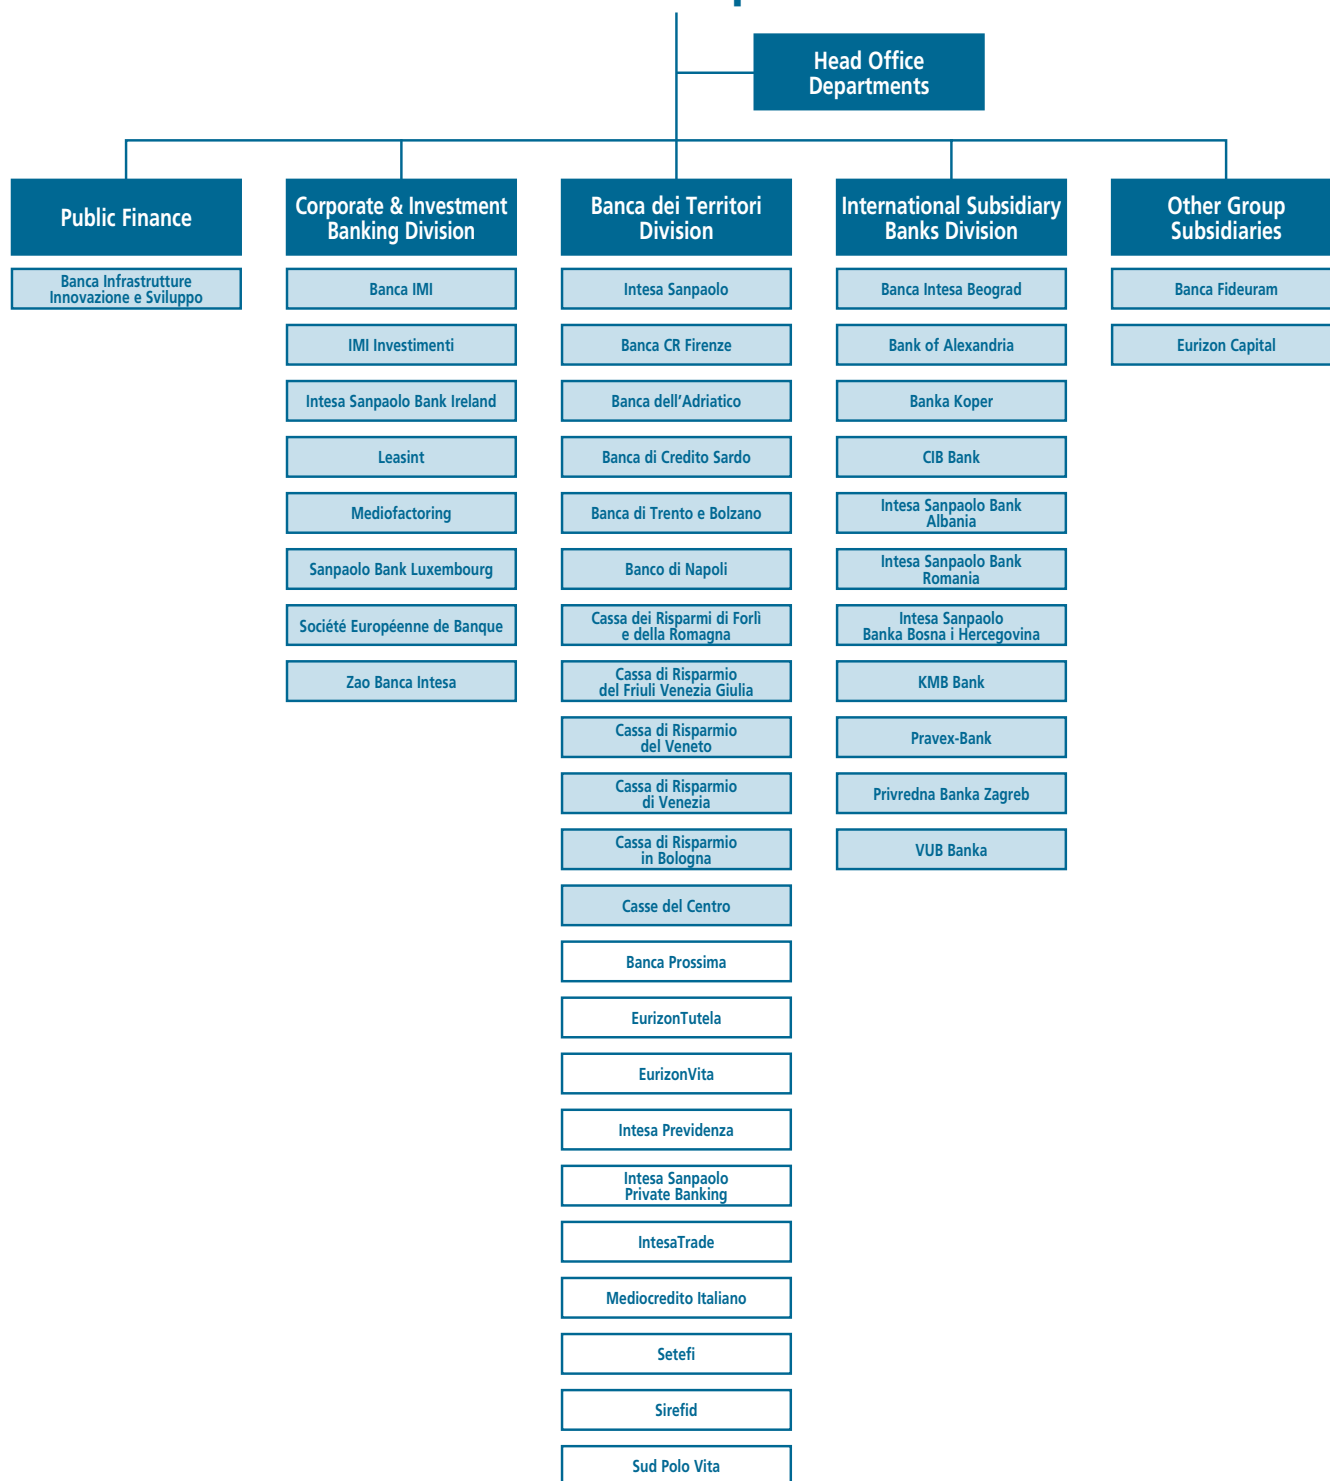 Head Office
Departments
Public Finance
Banca Infrastrutture
Innovazione e Sviluppo
Corporate & Investment
Banking Division
Banca IMI
IMI Investimenti
Intesa Sanpaolo Bank Ireland
Leasint
Mediofactoring
Sanpaolo Bank Luxembourg
Société Européenne de Banque
Zao Banca Intesa
Banca dei Territori
Division
Intesa Sanpaolo
Banca CR Firenze
Banca dell'Adriatico
Banca di Credito Sardo
Banca di Trento e Bolzano
Banco di Napoli
Cassa dei Risparmi di Forlì
e della Romagna
Cassa di Risparmio
del Friuli Venezia Giulia
Cassa di Risparmio
del Veneto
Cassa di Risparmio
di Venezia
Cassa di Risparmio
in Bologna
Casse del Centro
Banca Prossima
EurizonTutela
EurizonVita
Intesa Previdenza
Intesa Sanpaolo
Private Banking
IntesaTrade
Mediocredito Italiano
Setefi
Sirefid
Sud Polo Vita
International Subsidiary
Banks Division
Banca Intesa Beograd
Bank of Alexandria
Banka Koper
CIB Bank
Intesa Sanpaolo Bank
Albania
Intesa Sanpaolo Bank
Romania
Intesa Sanpaolo
Banka Bosna i Hercegovina
KMB Bank
Pravex-Bank
Privredna Banka Zagreb
VUB Banka
Other Group
Subsidiaries
Banca Fideuram
Eurizon Capital